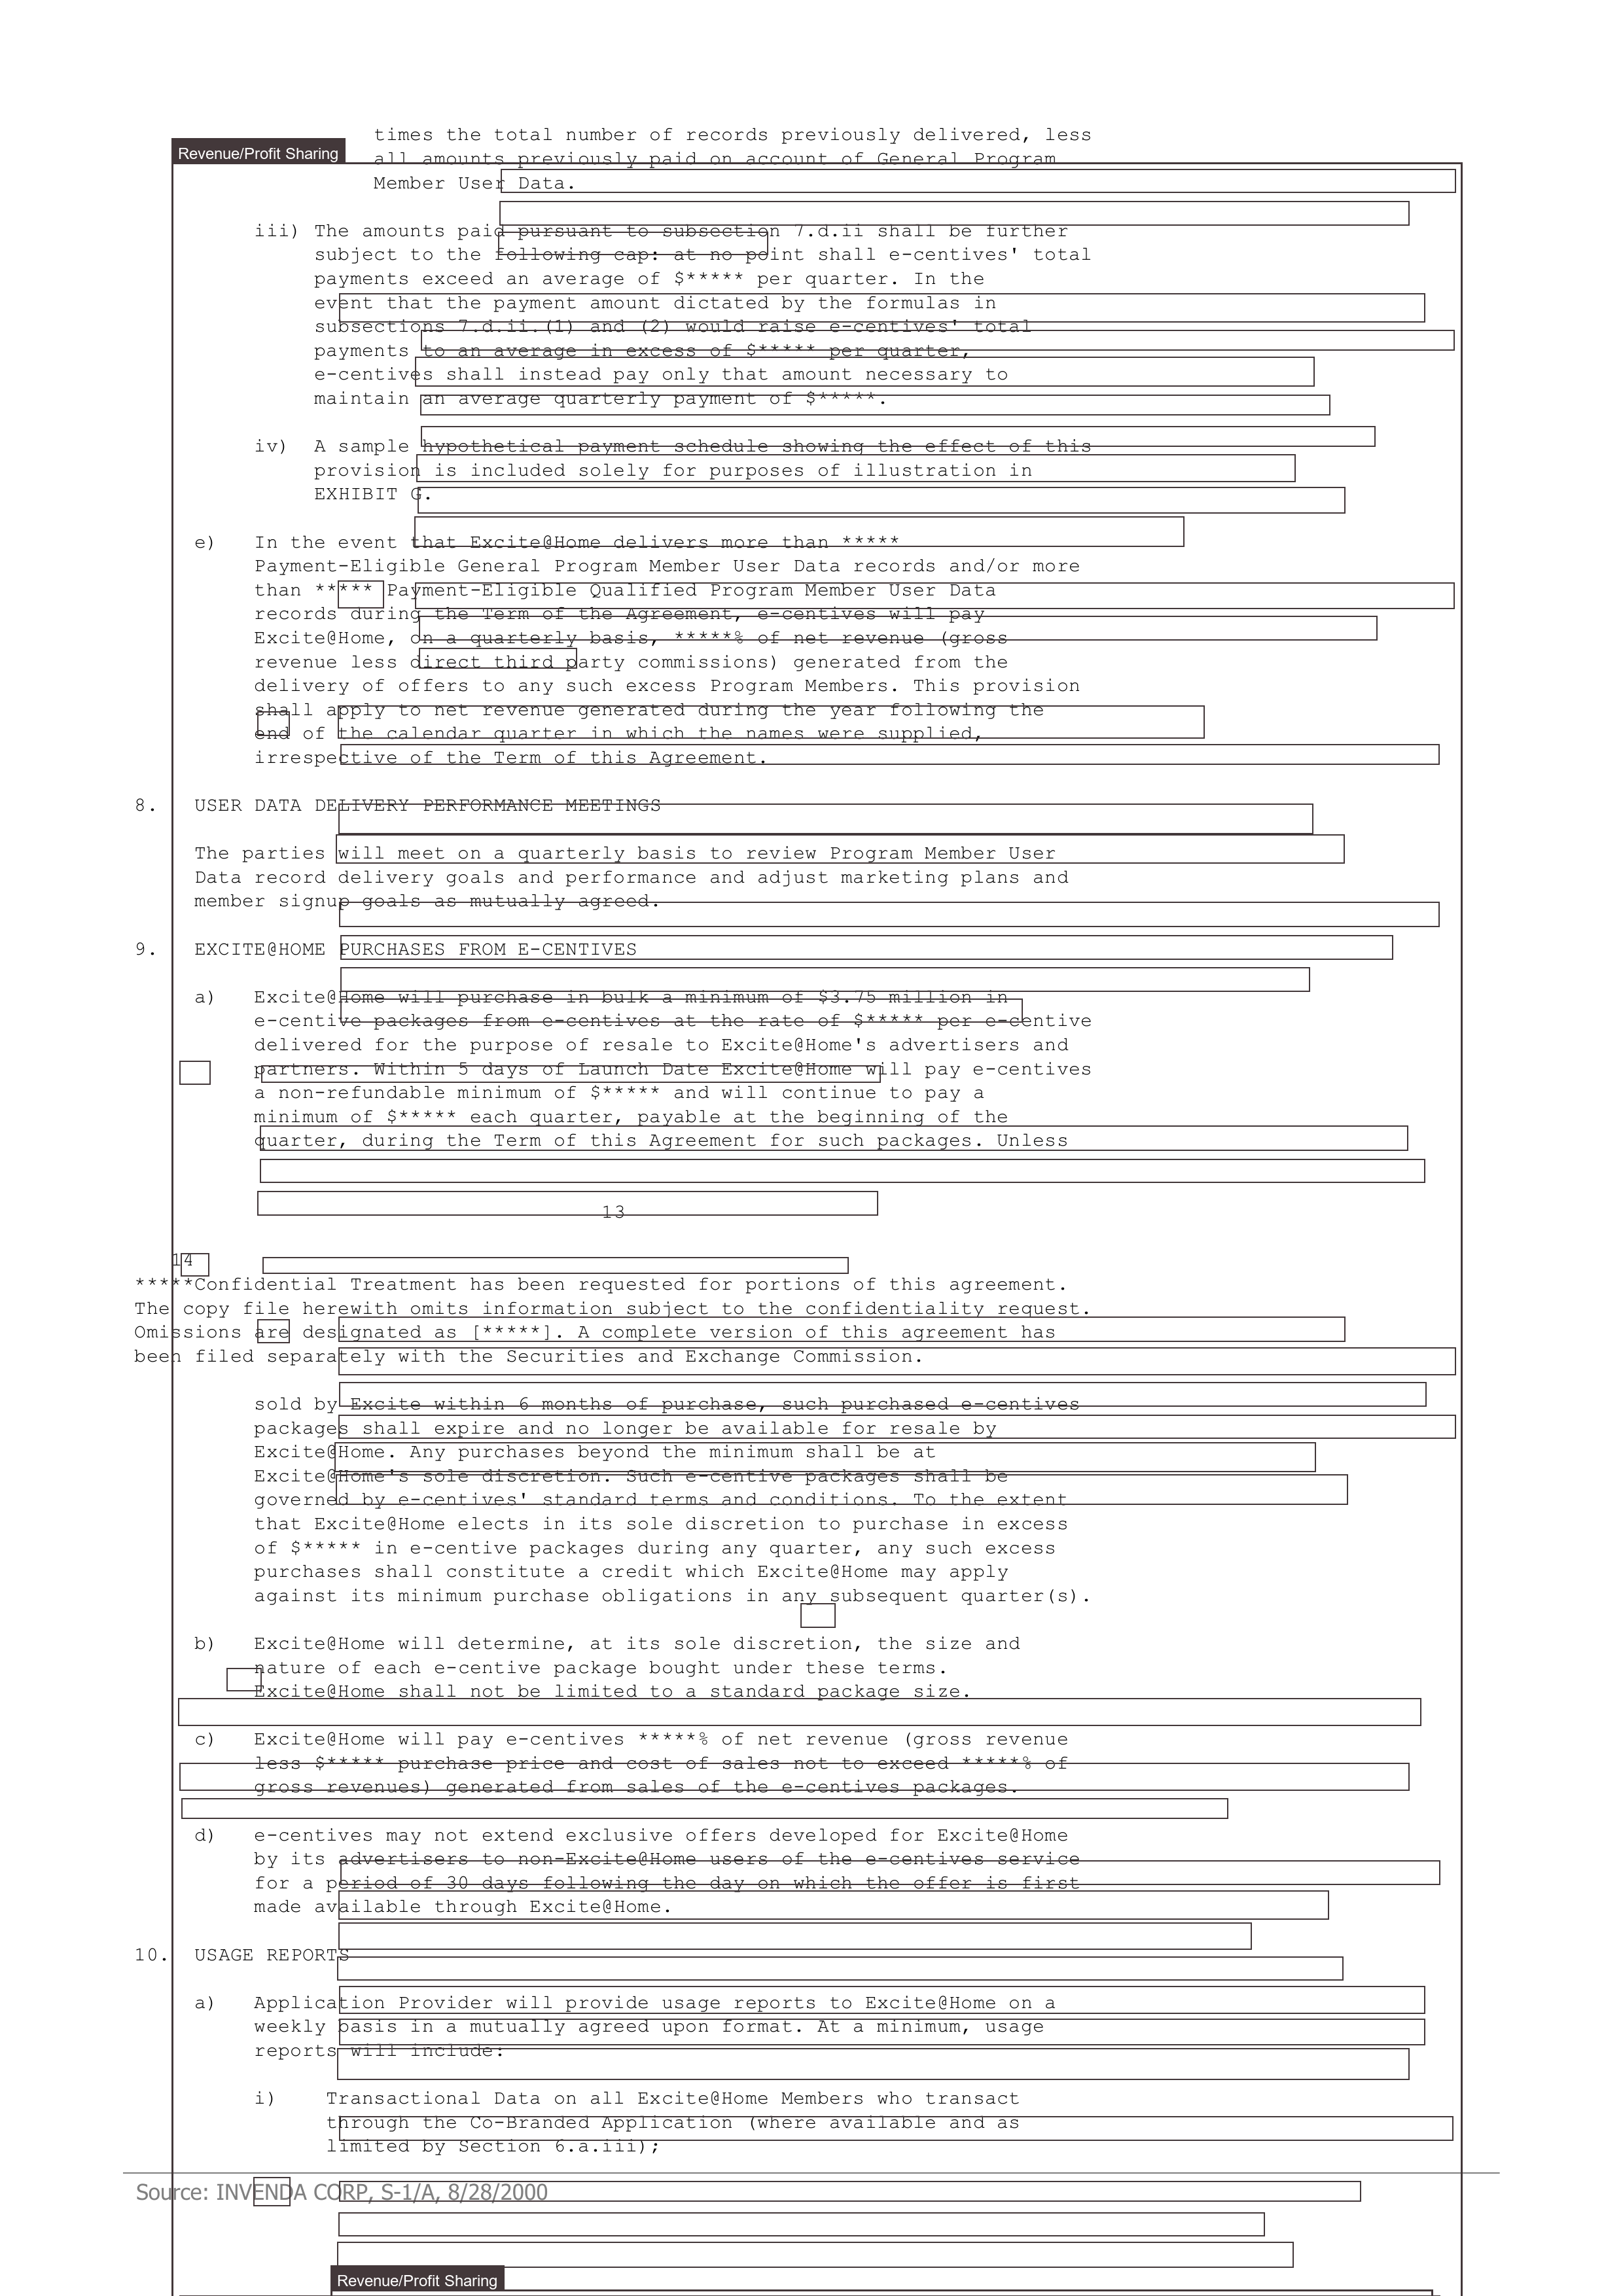 times the total number of records previously delivered, less
Revenue/Profit Sharing
all amounts previously paid on account of General Program
Member User Data.
iii) The amounts paid pursuant to subsection 7.d.ii shall be further
subject to the following cap: at no point shall e-centives' total
payments exceed an average of $***** per quarter. In the
event that the payment amount dictated by the formulas in
subsections 7.d.ii.(1) and (2) would raise e-centives' total
payments to an average in excess of $***** per quarter,
e-centives shall instead pay only that amount necessary to
maintain an average quarterly payment of $*****.
iv) A sample hypothetical payment schedule showing the effect of this
provision is included solely for purposes of illustration in
EXHIBIT G.
e) In the event that Excite@Home delivers more than *****
Payment-Eligible General Program Member User Data records and/or more
than ***** Payment-Eligible Qualified Program Member User Data
records during the Term of the Agreement, e-centives will pay
Excite@Home, on a quarterly basis, *****% of net revenue (gross
revenue less direct third party commissions) generated from the
delivery of offers to any such excess Program Members. This provision
shall apply to net revenue generated during the year following the
end of the calendar quarter in which the names were supplied,
irrespective of the Term of this Agreement.
8. USER DATA DELIVERY PERFORMANCE MEETINGS
The parties will meet on a quarterly basis to review Program Member User
Data record delivery goals and performance and adjust marketing plans and
member signup goals as mutually agreed.
9. EXCITE@HOME PURCHASES FROM E-CENTIVES
a) Excite@Home will purchase in bulk a minimum of $3.75 million in
e-centive packages from e-centives at the rate of $***** per e-centive
delivered for the purpose of resale to Excite@Home's advertisers and
partners. Within 5 days of Launch Date Excite@Home will pay e-centives
a non-refundable minimum of $***** and will continue to pay a
minimum of $***** each quarter, payable at the beginning of the
quarter, during the Term of this Agreement for such packages. Unless
13
14
*****Confidential Treatment has been requested for portions of this agreement.
The copy file herewith omits information subject to the confidentiality request.
Omissions are designated as [*****]. A complete version of this agreement has
been filed separately with the Securities and Exchange Commission.
sold by Excite within 6 months of purchase, such purchased e-centives
packages shall expire and no longer be available for resale by
Excite@Home. Any purchases beyond the minimum shall be at
Excite@Home's sole discretion. Such e-centive packages shall be
governed by e-centives' standard terms and conditions. To the extent
that Excite@Home elects in its sole discretion to purchase in excess
of $***** in e-centive packages during any quarter, any such excess
purchases shall constitute a credit which Excite@Home may apply
against its minimum purchase obligations in any subsequent quarter(s).
b) Excite@Home will determine, at its sole discretion, the size and
nature of each e-centive package bought under these terms.
Excite@Home shall not be limited to a standard package size.
c) Excite@Home will pay e-centives *****% of net revenue (gross revenue
less $***** purchase price and cost of sales not to exceed *****% of
gross revenues) generated from sales of the e-centives packages.
d) e-centives may not extend exclusive offers developed for Excite@Home
by its advertisers to non-Excite@Home users of the e-centives service
for a period of 30 days following the day on which the offer is first
made available through Excite@Home.
10. USAGE REPORTS
a) Application Provider will provide usage reports to Excite@Home on a
weekly basis in a mutually agreed upon format. At a minimum, usage
reports will include:
i) Transactional Data on all Excite@Home Members who transact
through the Co-Branded Application (where available and as
limited by Section 6.a.iii);
Source: INVENDA CORP, S-1/A, 8/28/2000
Revenue/Profit Sharing